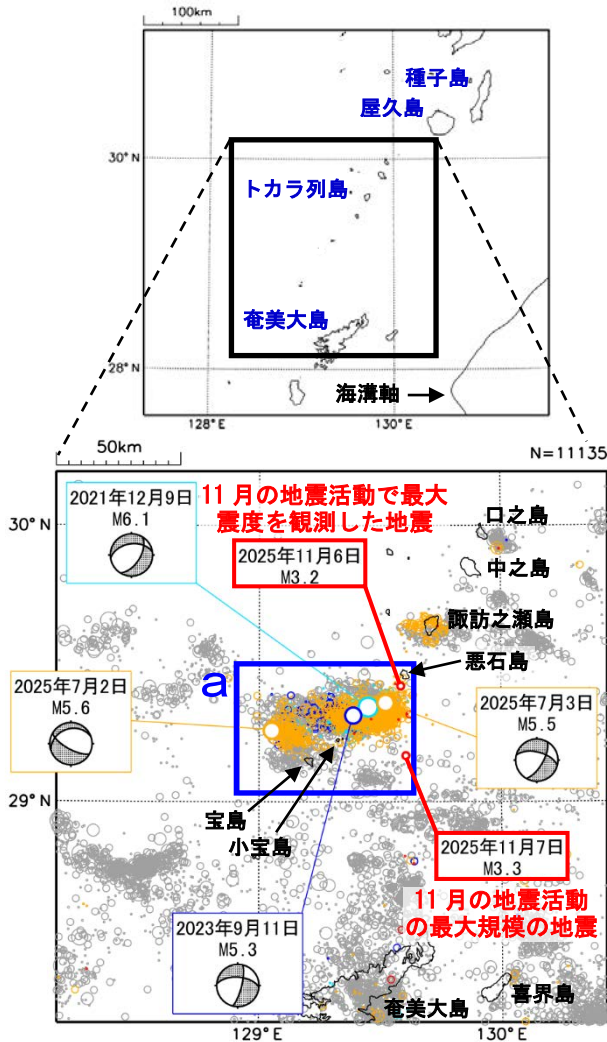 100km
種子島
屋久島
30°N
トカラ列島
奄美大島
28°N
海溝軸
128°E
130°E
50km
N=11135
2021年12月9日
M6.1
11月の地震活動で最大
震度を観測した地震
口之島
30°N
2025年11月6日
M3.2
中之島
諏訪之瀬島
悪石島
a
2025年7月2日
M5.6
2025年7月3日
M5.5
29°N
宝島
小宝島
2025年11月7日
M3.3
11月の地震活動
の最大規模の地震
2023年9月11日
M5.3
奄美大島
喜界島
129°E
130°E